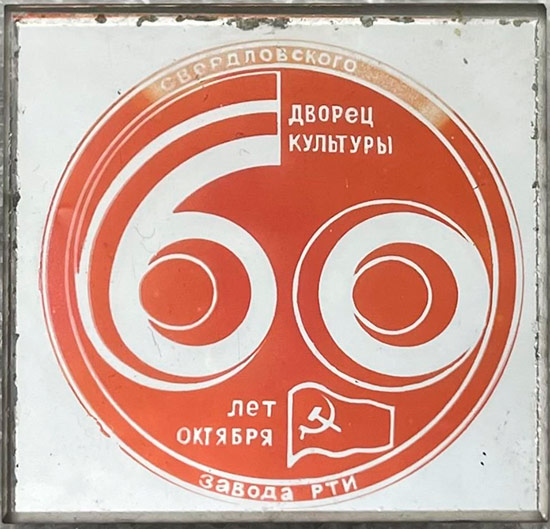 СВЕРДЛОВСКОГО
ДВОРЕЦ
КУЛЬТУРЫ
60
ЛЕТ
ОКТЯБРЯ
ЗАВОДА РТИ